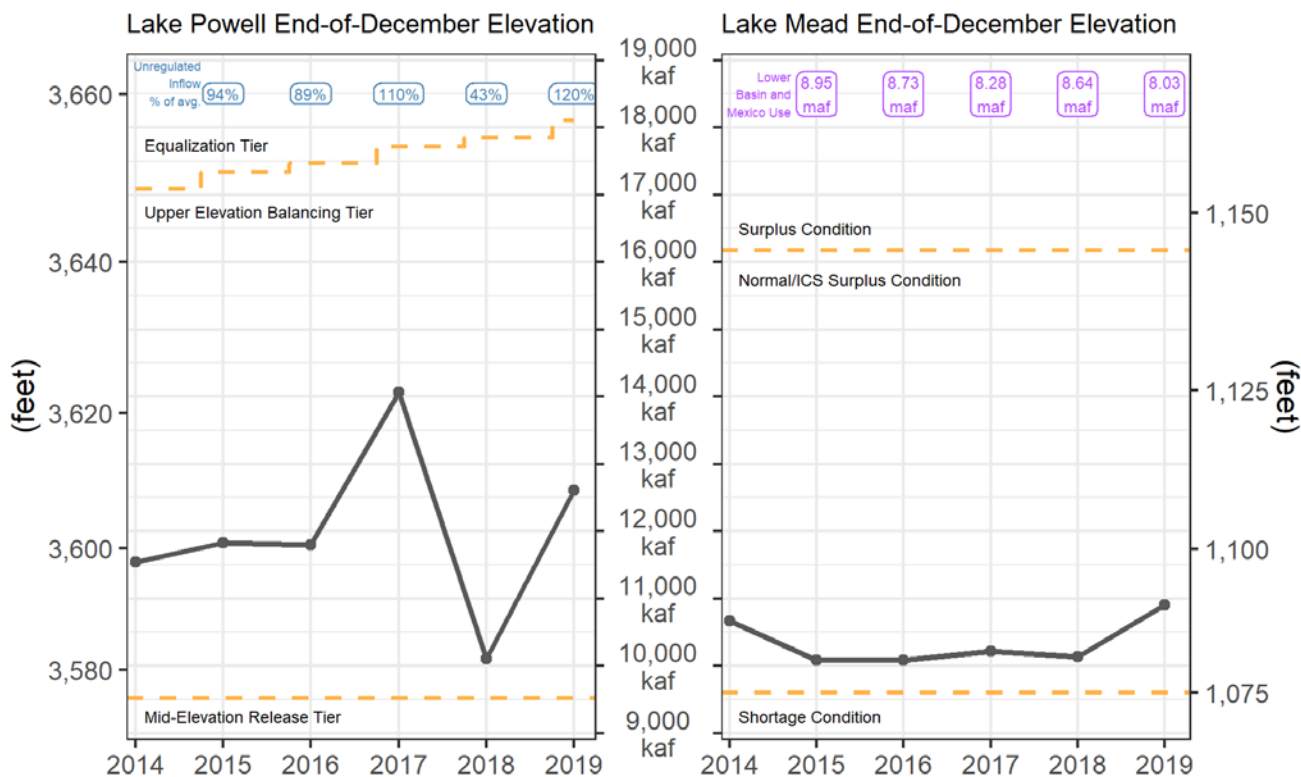 Lake Powell End-of-December Elevation
Unregulated
Inflow
% of avg.
94%
89%
110%
43%
120%
Equalization Tier
Upper Elevation Balancing Tier
Mid-Elevation Release Tier
(feet)
3,660
3,640
3,620
3,600
3,580
2014
2015
2016
2017
2018
2019
19,000
kaf
18,000
kaf
17,000
kaf
16,000
kaf
15,000
kaf
14,000
kaf
13,000
kaf
12,000
kaf
11,000
kaf
10,000
kaf
9,000
kaf
Lake Mead End-of-December Elevation
Lower
Basin and
Mexico Use
8.95
maf
8.73
maf
8.28
maf
8.64
maf
8.03
maf
Surplus Condition
Normal/ICS Surplus Condition
Shortage Condition
1,150
1,125
1,100
1,075
(feet)
2014
2015
2016
2017
2018
2019